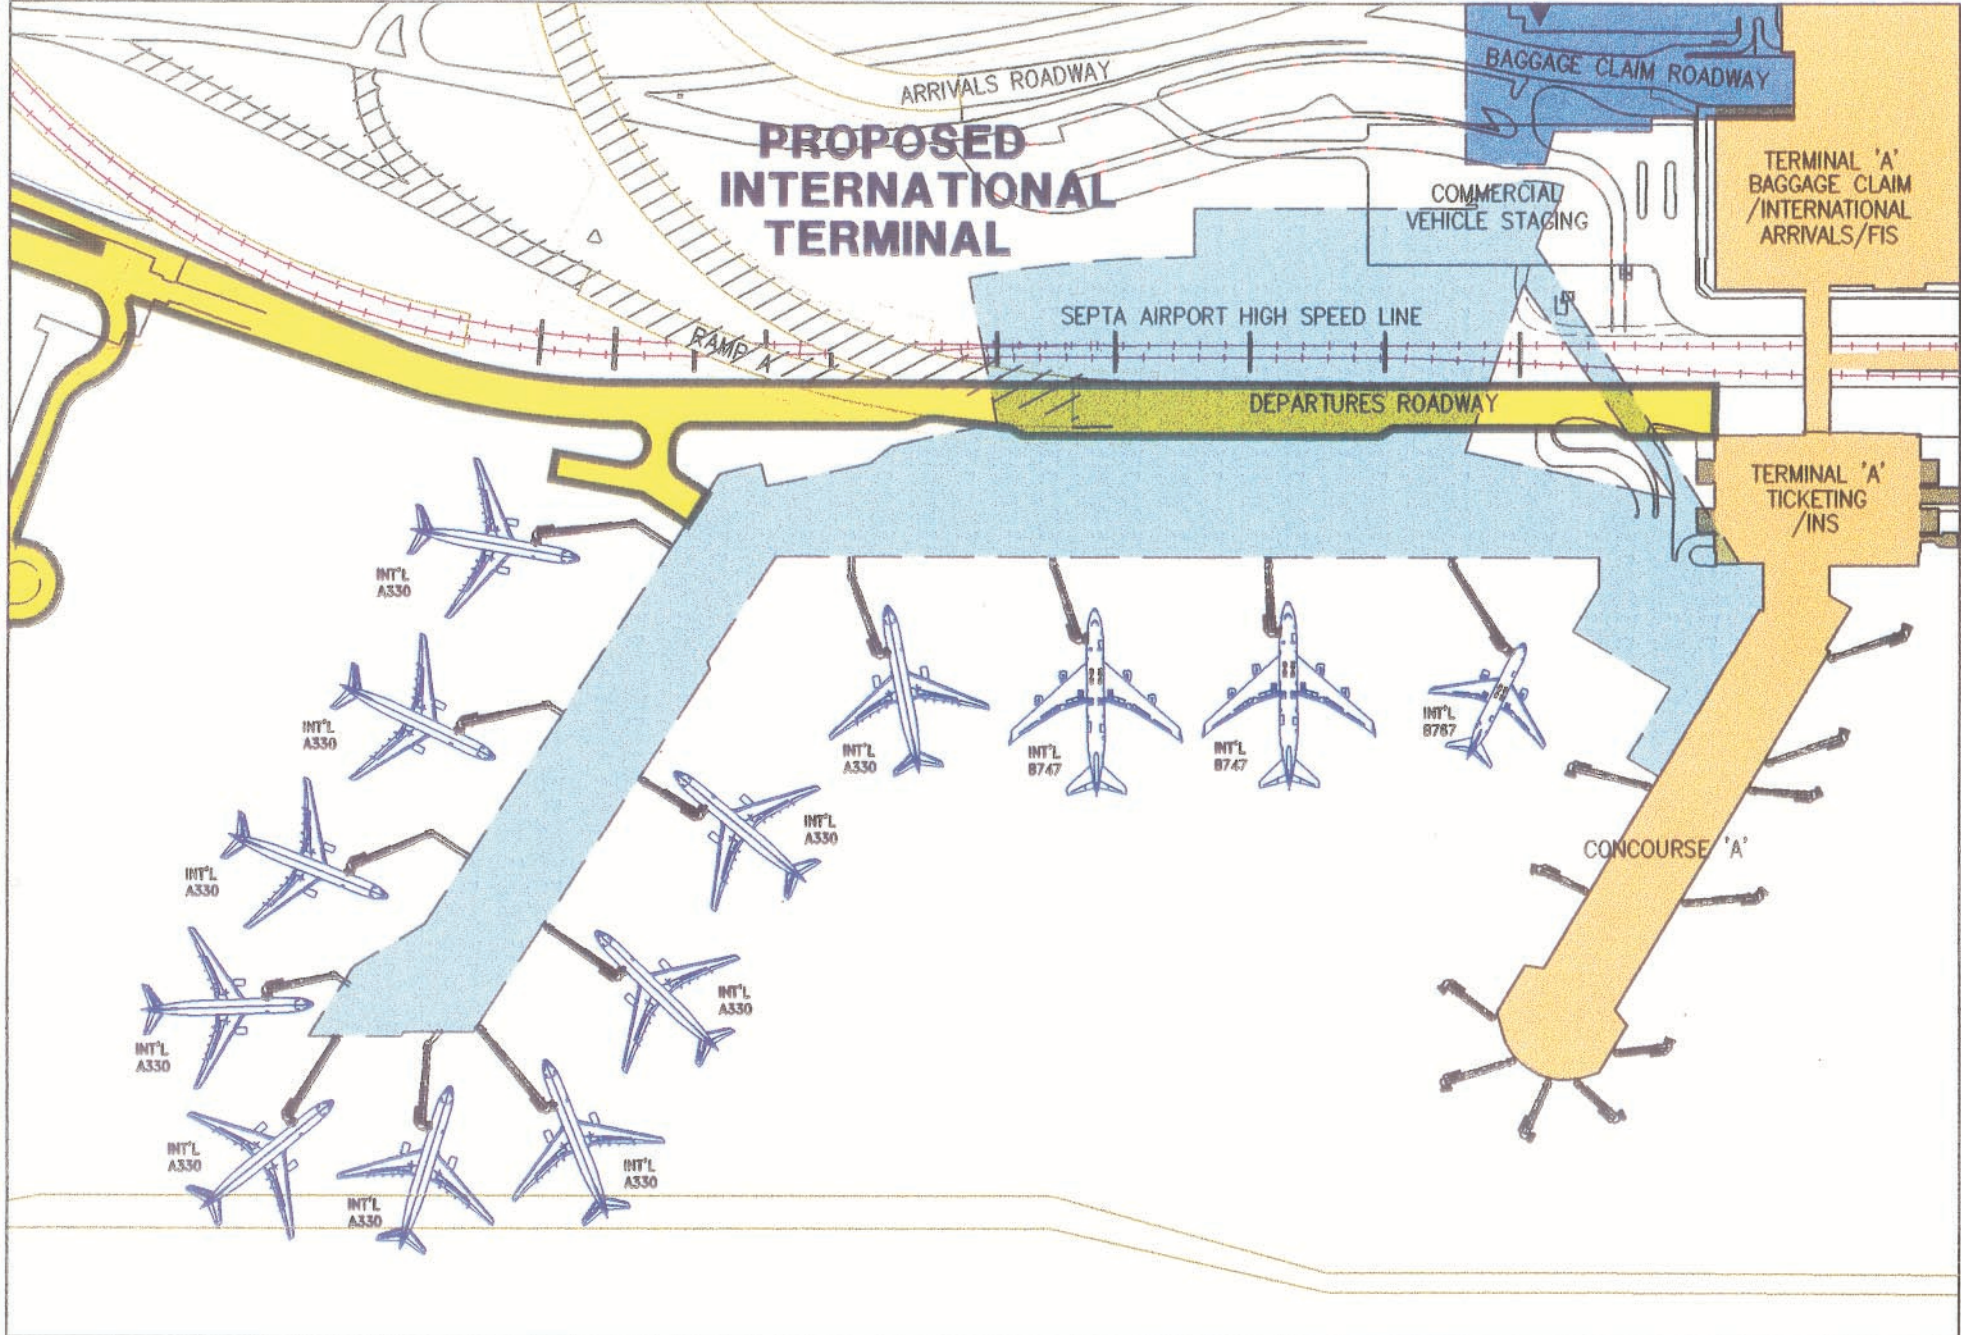 ARRIVALS ROADWAY
BAGGAGE CLAIM ROADWAY
PROPOSED
INTERNATIONAL
TERMINAL
TERMINAL 'A'
BAGGAGE CLAIM
/INTERNATIONAL
ARRIVALS/FIS
COMMERCIAL
VEHICLE STAGING
SEPTA AIRPORT HIGH SPEED LINE
RAMP A
DEPARTURES ROADWAY
TERMINAL 'A'
TICKETING
/INS
INT'L
A330
INT'L
A330
INT'L
A330
INT'L
B747
INT'L
B747
INT'L
B767
INT'L
A330
INT'L
A330
CONCOURSE 'A'
INT'L
A330
INT'L
A330
INT'L
A330
INT'L
A330
INT'L
A330